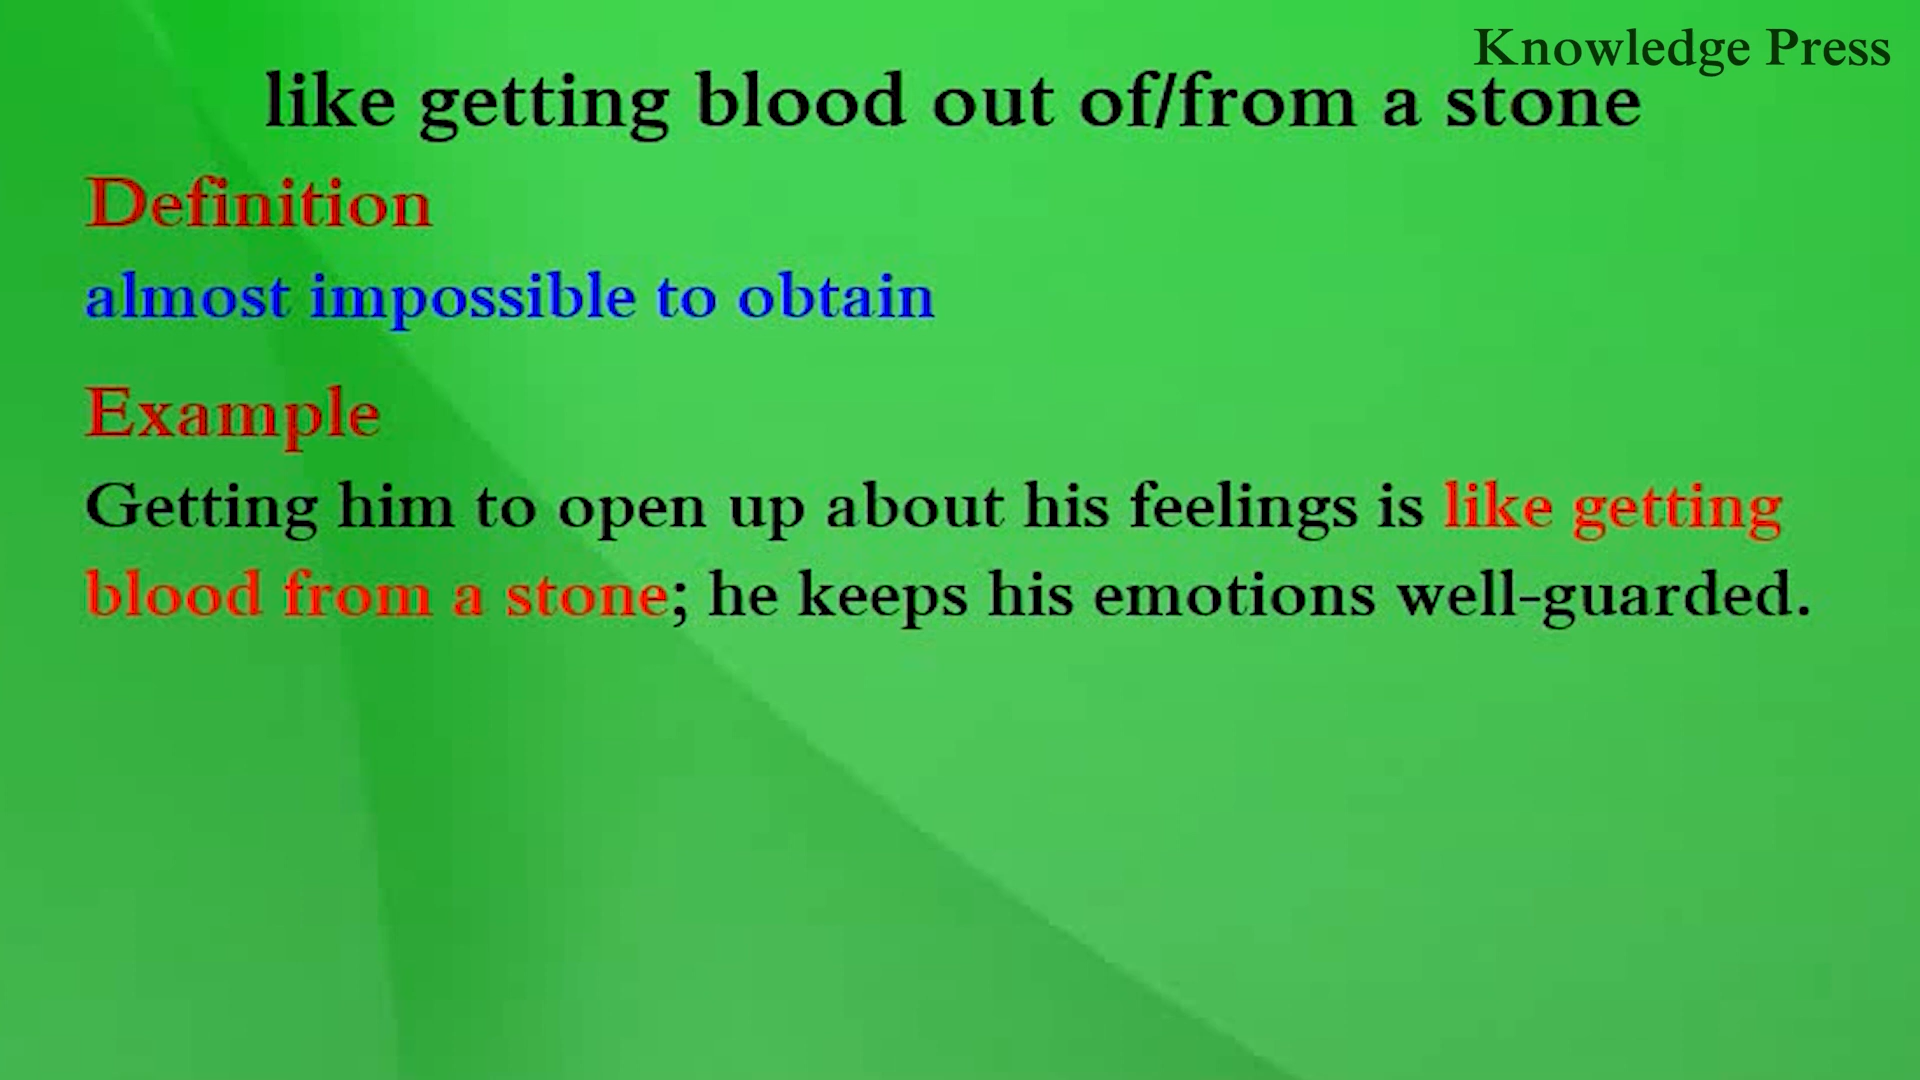 Knowledge Press
like getting blood out of/from a stone
Definition
almost impossible to obtain
Example
Getting him to open up about his feelings is like getting
blood from a stone; he keeps his emotions well-guarded.